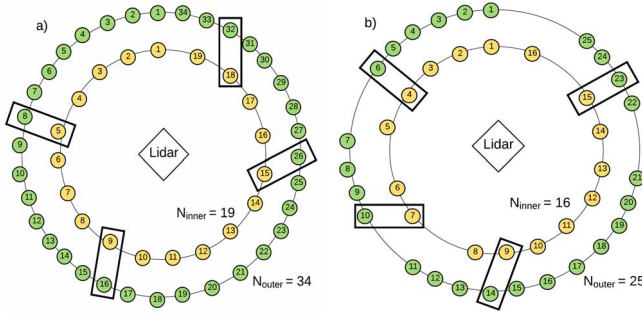 a)
1 2 3 4 5 6 7 8 9 10 11 12 13 14 15 16 17 18 19 20 21 22 23 24 25 26 27 28 29 30 31 32 33 34
1 2 3 4 5 6 7 8 9 10 11 12 13 14 15 16 17 18 19
Lidar
Ninner = 19
Nouter = 34
b)
1 2 3 4 5 6 7 8 9 10 11 12 13 14 15 16 17 18 19 20 21 22 23 24 25
1 2 3 4 5 6 7 8 9 10 11 12 13 14 15 16
Lidar
Ninner = 16
Nouter = 25